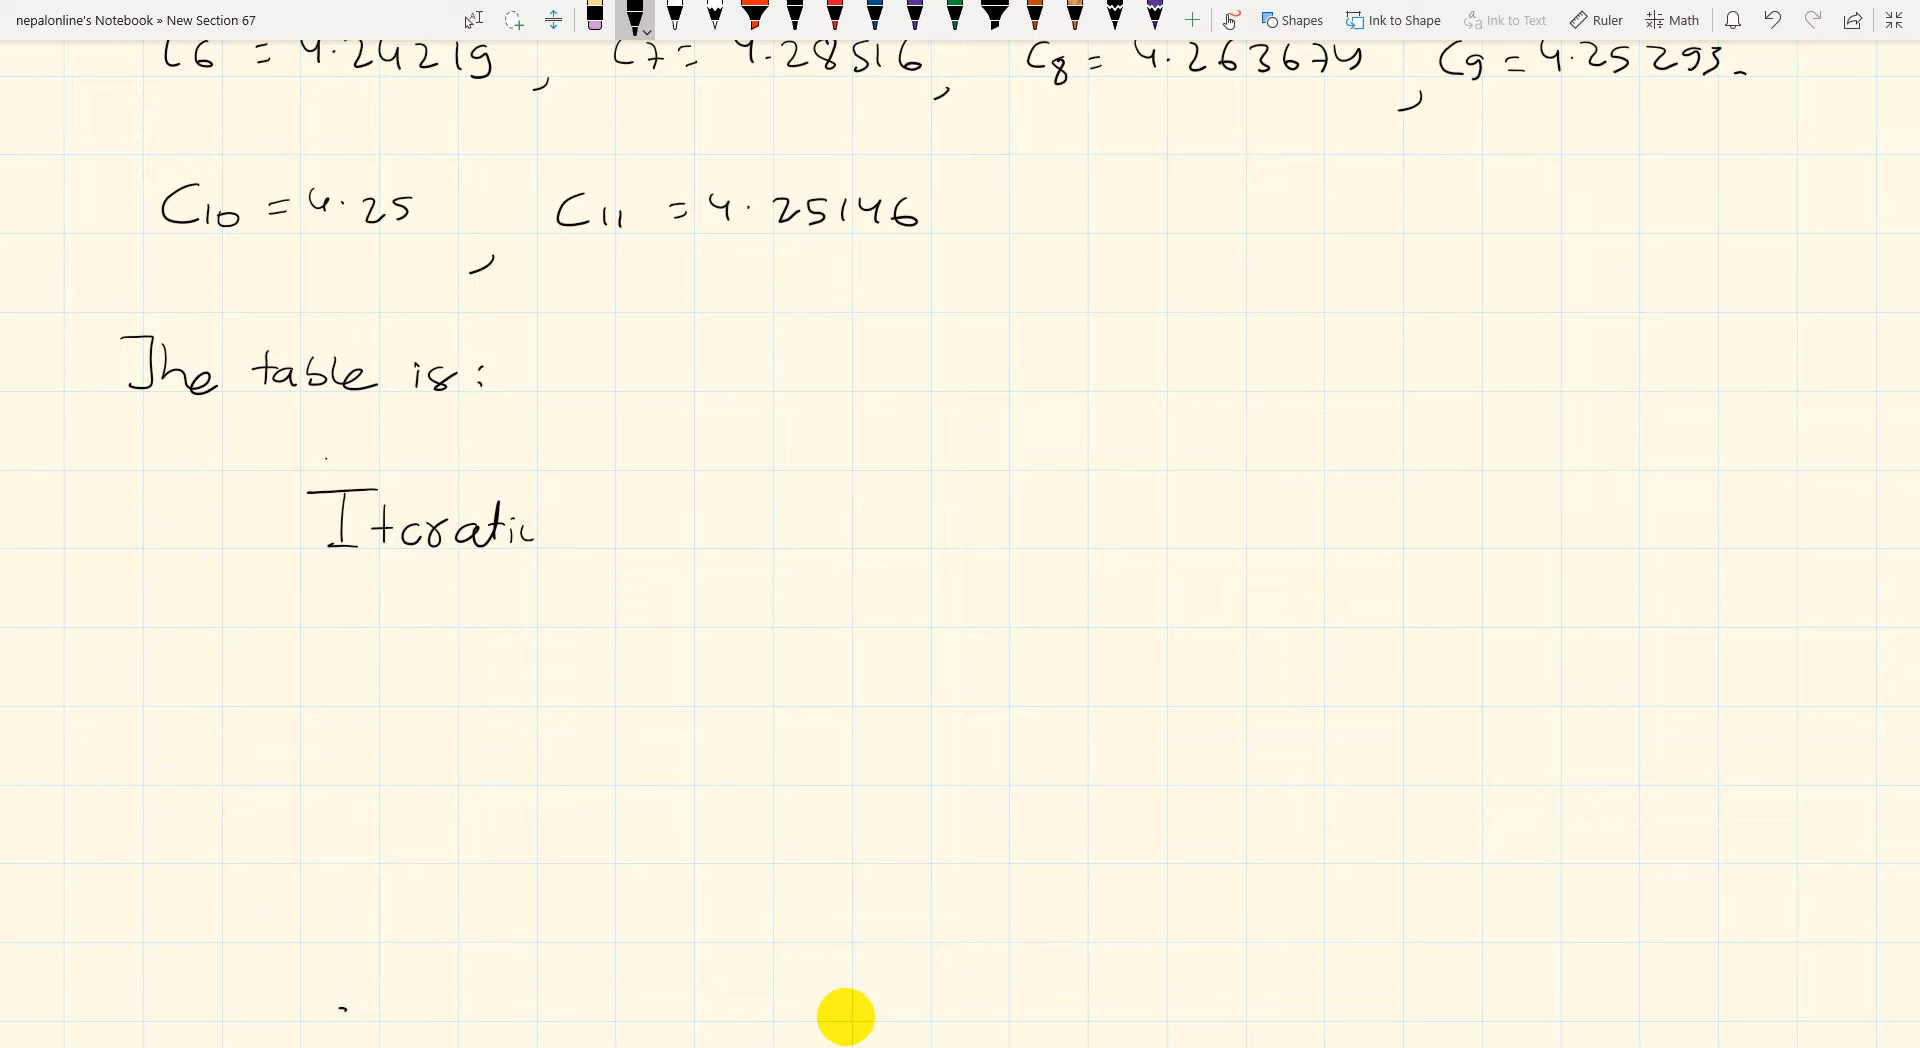 nepalonline's Notebook » New Section 67 Shapes Ink to Shape Ink to Text Ruler Math
C6 = 4.24219, C7 = 4.28516, C8 = 4.263674, C9 = 4.25293.
C10 = 4.25, C11 = 4.25146
The table is:
Iteratic